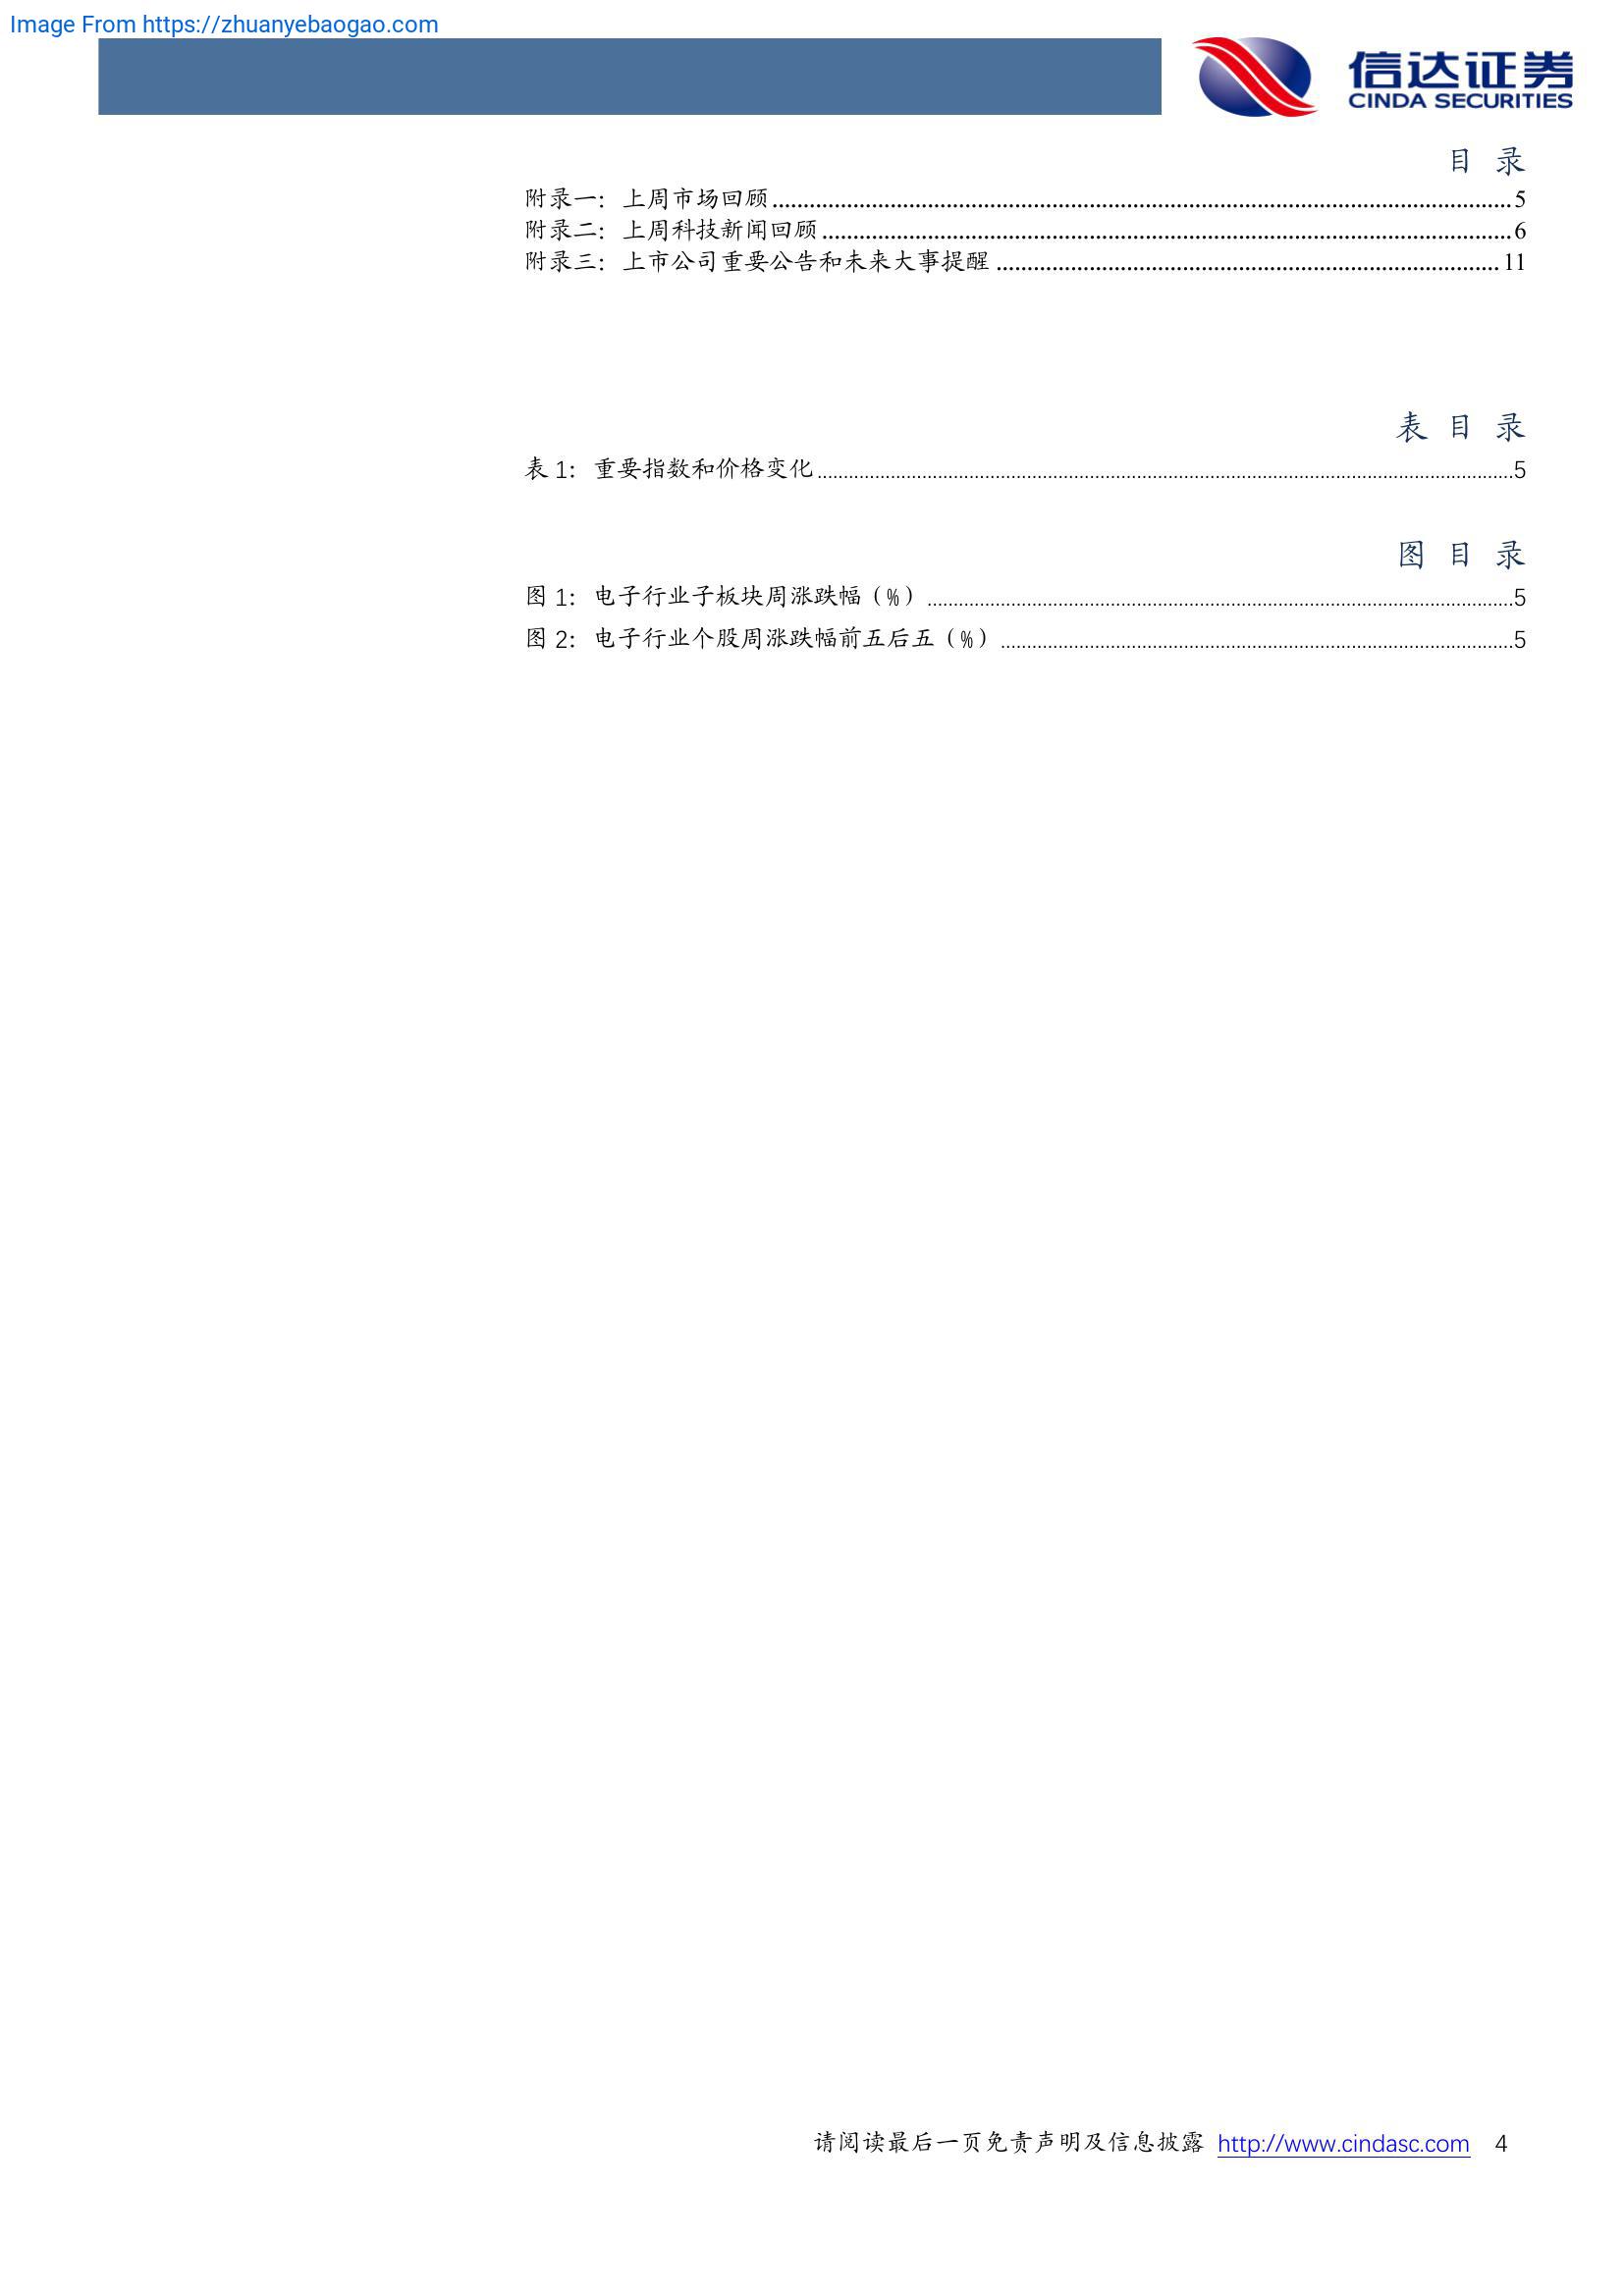 Image From https://zhuanyebaogao.com
信达证券
CINDA SECURITIES
目 录
附录一：上周市场回顾........................5
附录二：上周科技新闻回顾........................6
附录三：上市公司重要公告和未来大事提醒........................11
表 目 录
表 1：重要指数和价格变化........................5
图 目 录
图 1：电子行业子板块周涨跌幅（%）........................5
图 2：电子行业个股周涨跌幅前五后五（%）........................5
请阅读最后一页免责声明及信息披露 http://www.cindasc.com 4